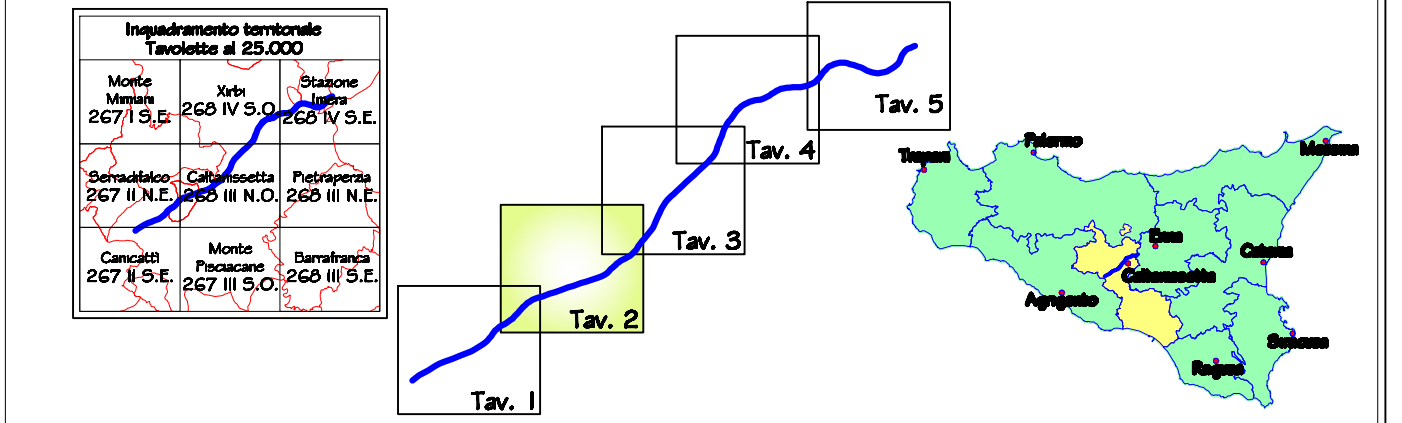 Inquadramento territoriale
Tavolette al 25.000
Monte
Mimiani
267 I S.E.
Xirbi
268 IV S.O.
Stazione
Imera
268 IV S.E.
Serradifalco
267 II N.E.
Caltanissetta
268 III N.O.
Pietraperzia
268 III N.E.
Canicattì
267 II S.E.
Monte
Pisciacane
267 III S.O.
Barrafranca
268 III S.E.
Tav. 1
Tav. 2
Tav. 3
Tav. 4
Tav. 5
Trapani
Palermo
Messina
Enna
Catania
Caltanissetta
Agrigento
Siracusa
Ragusa